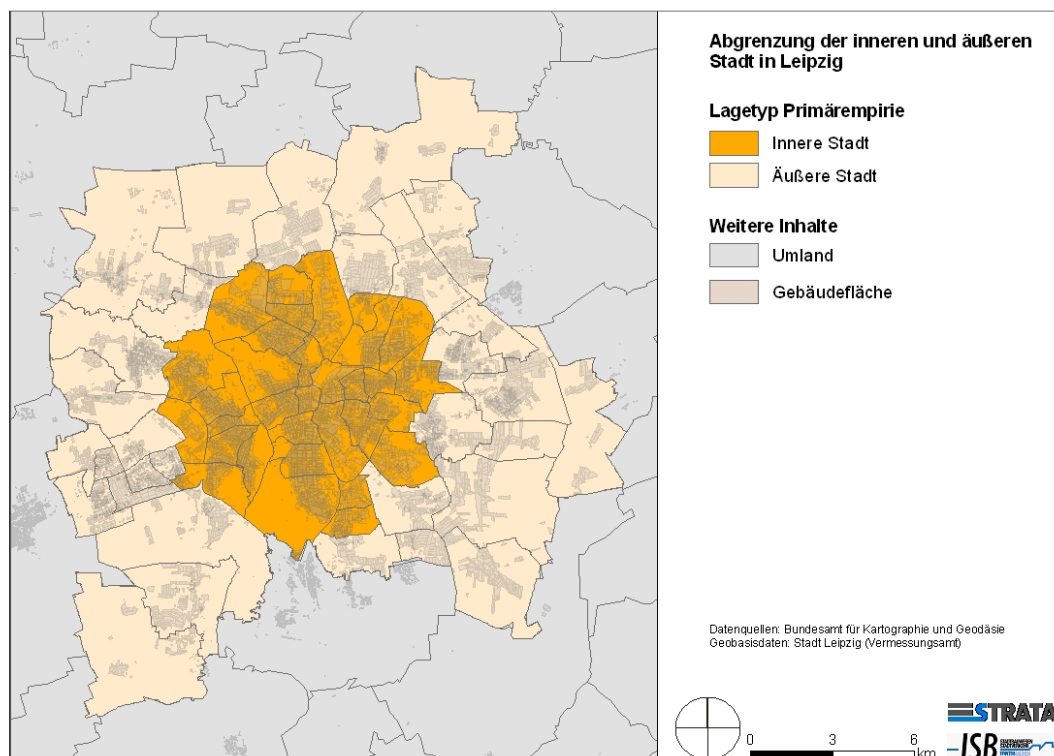 Abgrenzung der inneren und äußeren
Stadt in Leipzig
Lagetyp Primärempirie
Innere Stadt
Äußere Stadt
Weitere Inhalte
Umland
Gebäudefläche
Datenquellen: Bundesamt für Kartographie und Geodäsie
Geobasisdaten: Stadt Leipzig (Vermessungsamt)
STRATA
0 3 6
km
ISB